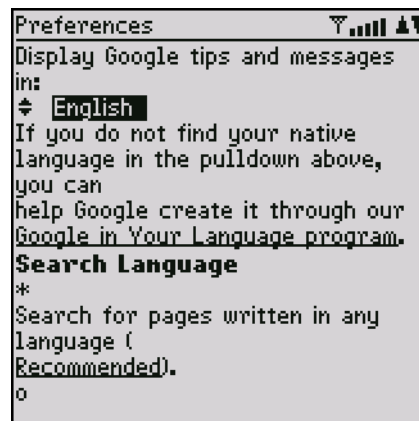 Preferences
Display Google tips and messages
in:
English
If you do not find your native
language in the pulldown above,
you can
help Google create it through our
Google in Your Language program.
Search Language
*
Search for pages written in any
language (
Recommended).
o